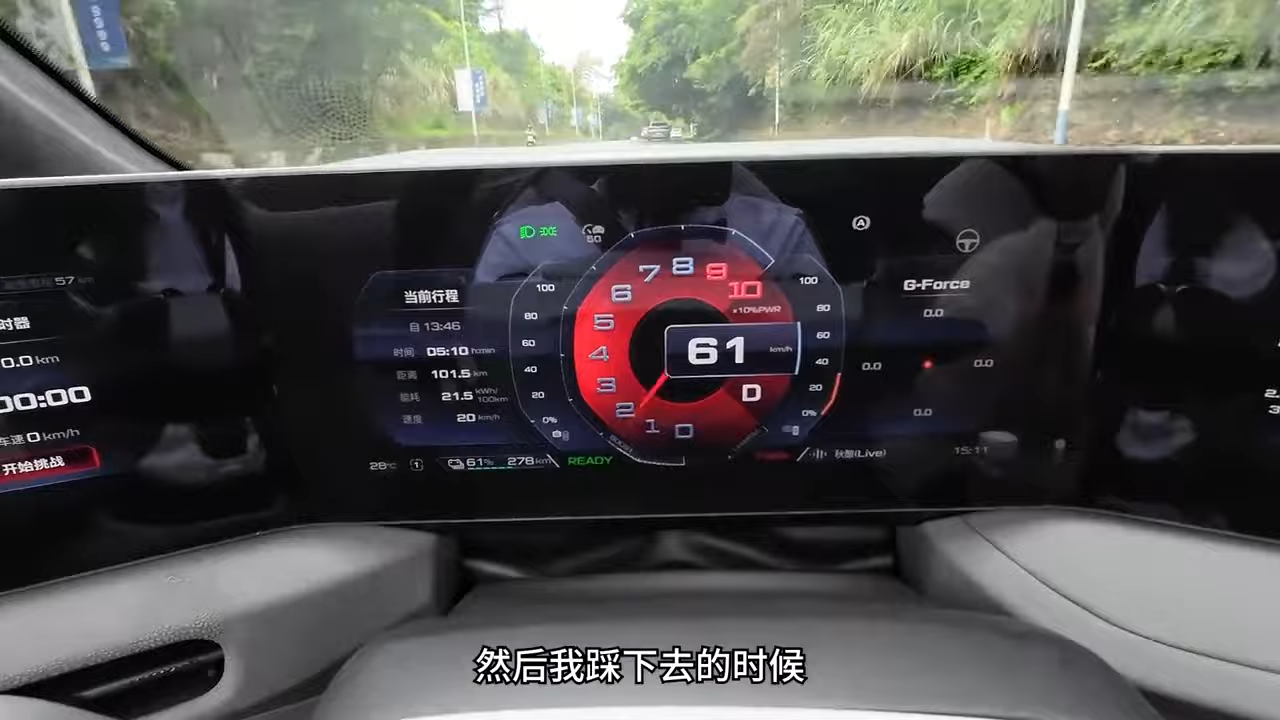 57 km
时器
0.0 km
00:00
车速 0 km/h
开始挑战
当前行程
自 13:46
时间 05:10 h:min
距离 101.5 km
能耗 21.5 kWh/100km
速度 20 km/h
28℃
1
61% 278 km
READY
50
100
80
60
40
20
0%
0
1
2
3
4
5
6
7
8
9
10
x10%PWR
61 km/h
D
100
80
60
40
20
0%
A
G-Force
0.0
0.0
0.0
0.0
秋酿(Live)
15:11
然后我踩下去的时候